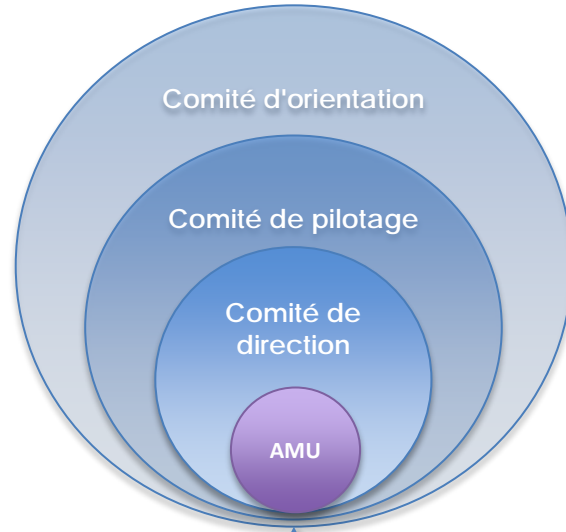 Comité d'orientation
Comité de pilotage
Comité de
direction
AMU